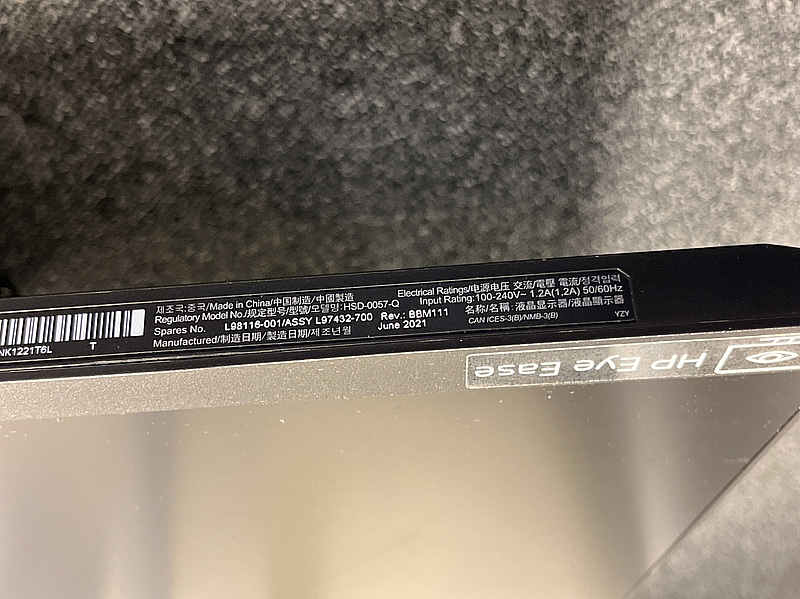 제조국:중국/Made in China/中国制造/中國製造
Regulatory Model No./规定型号/型號/모델명:HSD-0057-Q
Spares No. L98116-001/ASSY L97432-700 Rev.: BBM111
Manufactured/制造日期/製造日期/제조년월 June 2021
Electrical Ratings/电源电压 交流/電壓 電流/정격입력
Input Rating:100-240V~ 1.2A(1.2A) 50/60Hz
名称/名稱:液晶显示器/液晶顯示器
CAN ICES-3(B)/NMB-3(B)
YZY
NK1221T6L
T
HP Eye Ease